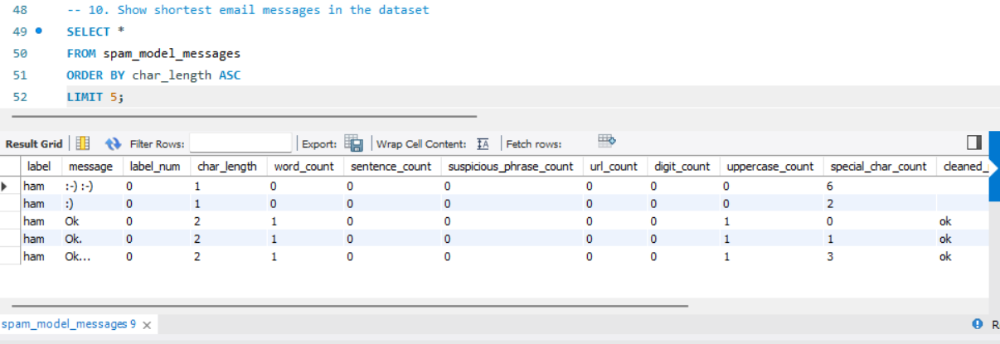 48 -- 10. Show shortest email messages in the dataset
49 SELECT *
50 FROM spam_model_messages
51 ORDER BY char_length ASC
52 LIMIT 5;
Result Grid Filter Rows: Export: Wrap Cell Content: IA Fetch rows:
label message label_num char_length word_count sentence_count suspicious_phrase_count url_count digit_count uppercase_count special_char_count cleaned_
ham :-) :-) 0 1 0 0 0 0 0 0 6
ham :) 0 1 0 0 0 0 0 0 2
ham Ok 0 2 1 0 0 0 0 1 0 ok
ham Ok. 0 2 1 0 0 0 0 1 1 ok
ham Ok... 0 2 1 0 0 0 0 1 3 ok
spam_model_messages 9 R